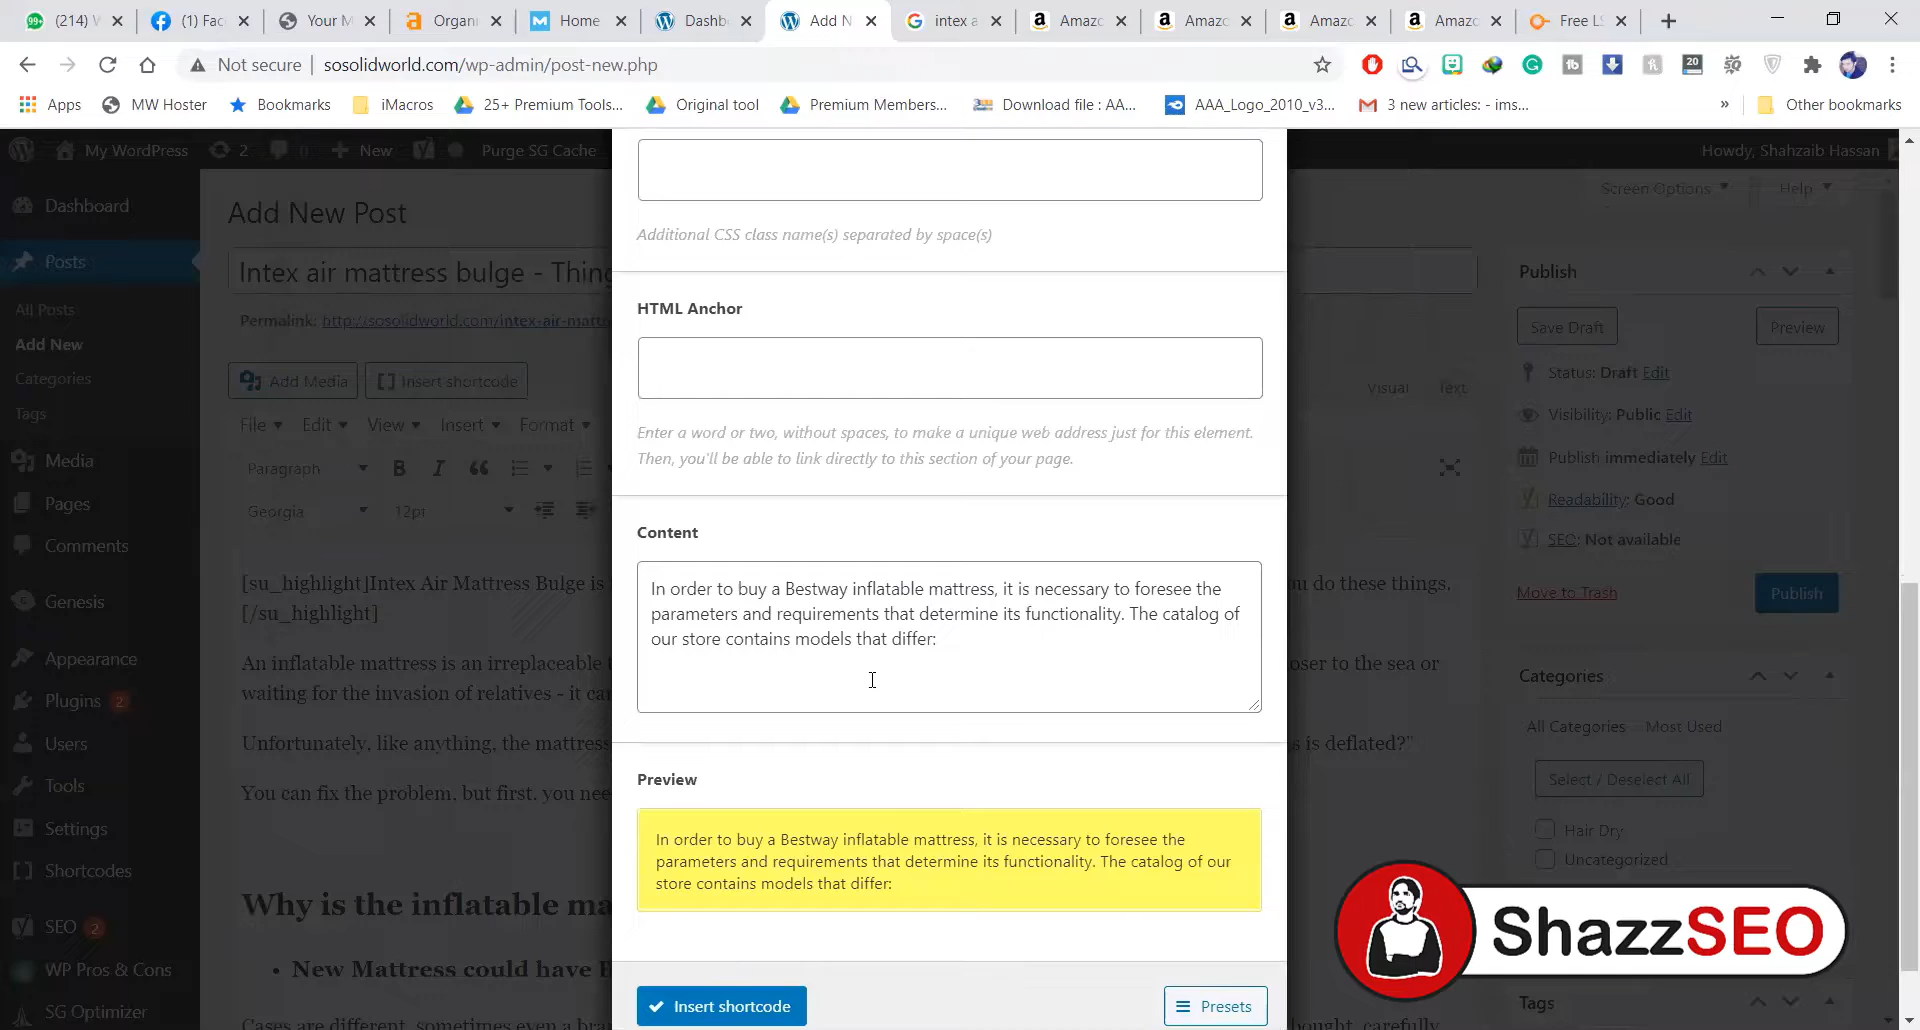 (214) W
(1) Fac
Your M
Organi
Home
Dashb
Add N
intex a
Amazo
Amazo
Amazo
Amazo
Free LS
Not secure
sosolidworld.com/wp-admin/post-new.php
Apps
MW Hoster
Bookmarks
iMacros
25+ Premium Tools...
Original tool
Premium Members...
Download file : AA...
AAA_Logo_2010_v3...
3 new articles: - ims...
»
Other bookmarks
My WordPress
2
0
New
Purge SG Cache
Howdy, Shahzaib Hassan
Screen Options
Help
Dashboard
Posts
All Posts
Add New
Categories
Tags
Media
Pages
Comments
Genesis
Appearance
Plugins 2
Users
Tools
Settings
Shortcodes
SEO 2
WP Pros & Cons
SG Optimizer
Add New Post
Intex air mattress bulge - Thing
Permalink: http://sosolidworld.com/intex-air-mattr
Add Media
Insert shortcode
Visual
Text
File
Edit
View
Insert
Format
Paragraph
Georgia
12pt
[su_highlight]Intex Air Mattress Bulge is
u do these things.
[/su_highlight]
An inflatable mattress is an irreplaceable
oser to the sea or
waiting for the invasion of relatives - it ca
Unfortunately, like anything, the mattress
s is deflated?"
You can fix the problem, but first, you nee
Why is the inflatable ma
• New Mattress could have
Cases are different, sometimes even a bra
bought, carefully
Additional CSS class name(s) separated by space(s)
HTML Anchor
Enter a word or two, without spaces, to make a unique web address just for this element.
Then, you'll be able to link directly to this section of your page.
Content
In order to buy a Bestway inflatable mattress, it is necessary to foresee the
parameters and requirements that determine its functionality. The catalog of
our store contains models that differ:
Preview
In order to buy a Bestway inflatable mattress, it is necessary to foresee the
parameters and requirements that determine its functionality. The catalog of our
store contains models that differ:
Insert shortcode
Presets
Publish
Save Draft
Preview
Status: Draft Edit
Visibility: Public Edit
Publish immediately Edit
Readability: Good
SEO: Not available
Move to Trash
Publish
Categories
All Categories
Most Used
Select / Deselect All
Hair Dry
Uncategorized
ShazzSEO
Tags